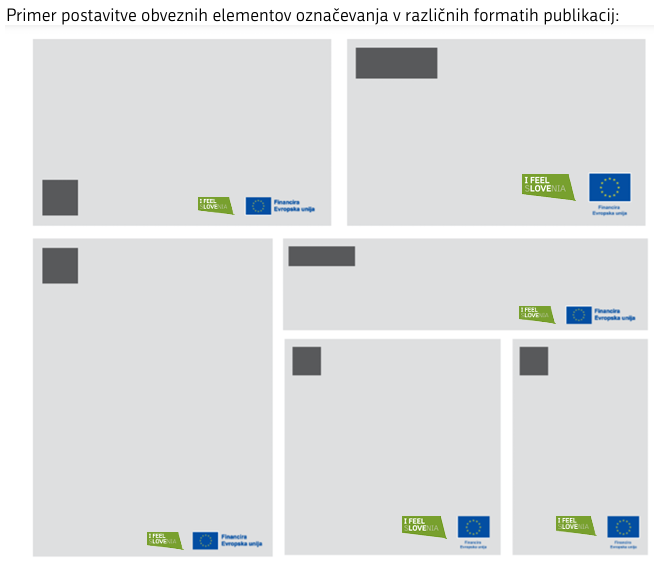 Primer postavitve obveznih elementov označevanja v različnih formatih publikacij:
I FEEL
SLOVENIA
Financira
Evropska unija
I FEEL
SLOVENIA
Financira
Evropska unija
I FEEL
SLOVENIA
Financira
Evropska unija
I FEEL
SLOVENIA
Financira
Evropska unija
I FEEL
SLOVENIA
Financira
Evropska unija
I FEEL
SLOVENIA
Financira
Evropska unija